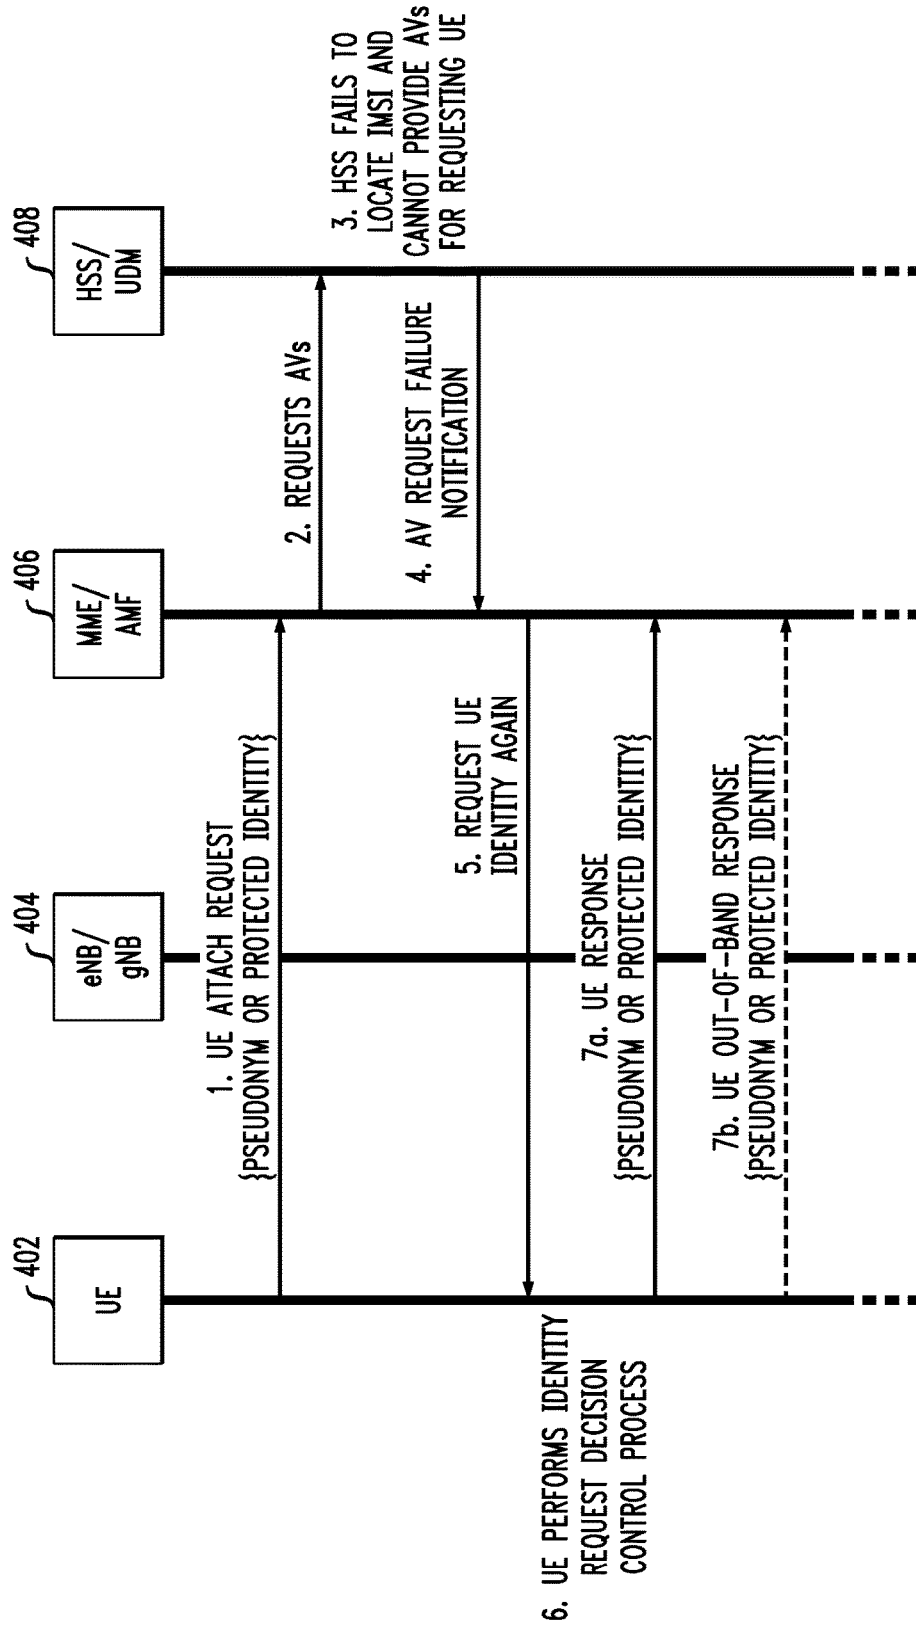 402
UE
404
eNB/
gNB
406
MME/
AMF
408
HSS/
UDM
1. UE ATTACH REQUEST
{PSEUDONYM OR PROTECTED IDENTITY}
2. REQUESTS AVs
3. HSS FAILS TO
LOCATE IMSI AND
CANNOT PROVIDE AVs
FOR REQUESTING UE
4. AV REQUEST FAILURE
NOTIFICATION
5. REQUEST UE
IDENTITY AGAIN
6. UE PERFORMS IDENTITY
REQUEST DECISION
CONTROL PROCESS
7a. UE RESPONSE
{PSEUDONYM OR PROTECTED IDENTITY}
7b. UE OUT-OF-BAND RESPONSE
{PSEUDONYM OR PROTECTED IDENTITY}